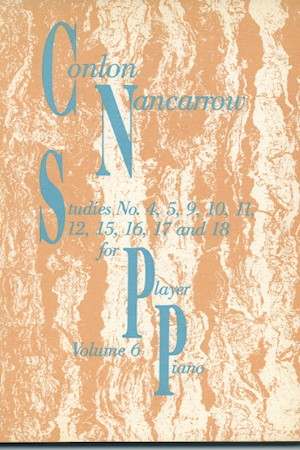 Conlon
Nancarrow
Studies No. 4, 5, 9, 10, 11,
12, 15, 16, 17 and 18
for
Player
Volume 6
Piano